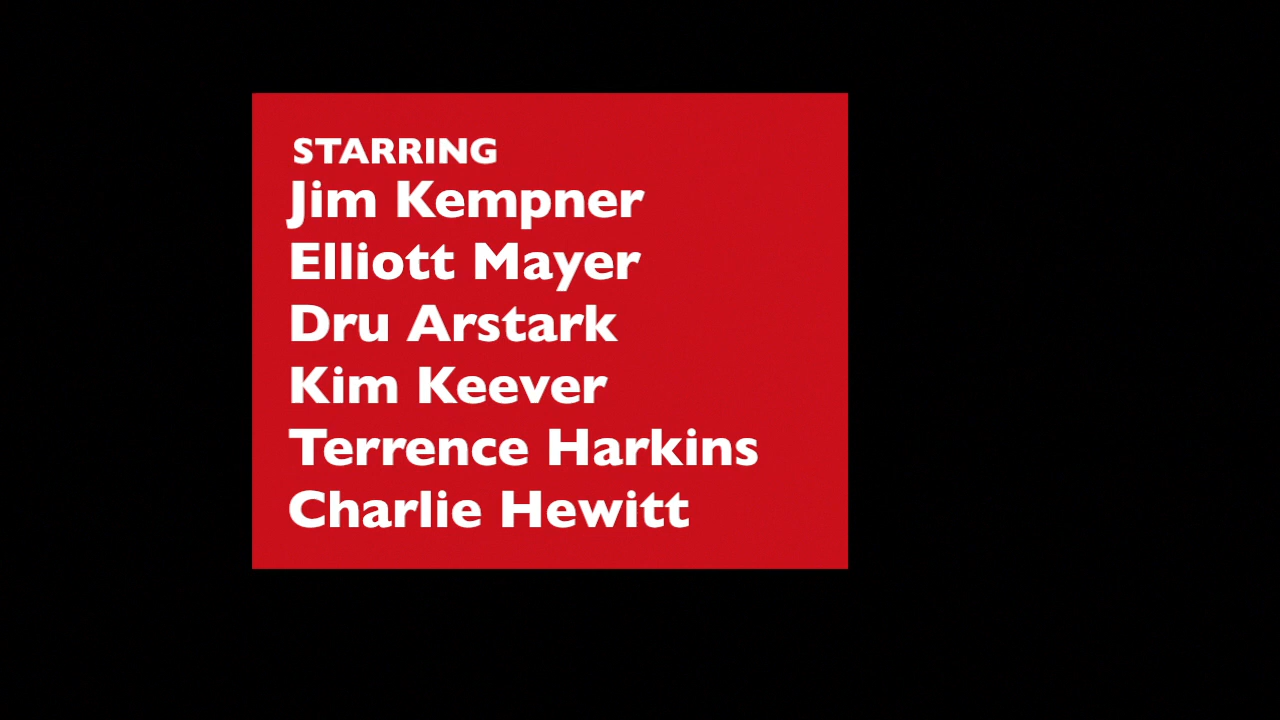 STARRING
Jim Kempner
Elliott Mayer
Dru Arstark
Kim Keever
Terrence Harkins
Charlie Hewitt